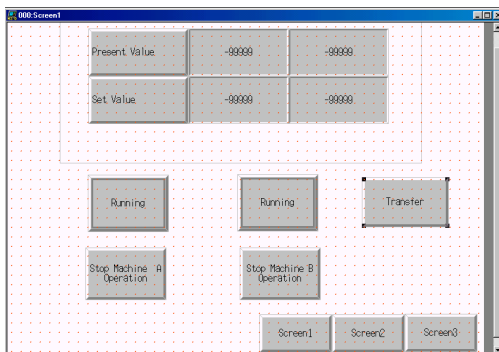 000:Screen1
Present Value -99999 -99999
Set Value -99999 -99999
Running Running Transfer
Stop Machine A
Operation
Stop Machine B
Operation
Screen1 Screen2 Screen3